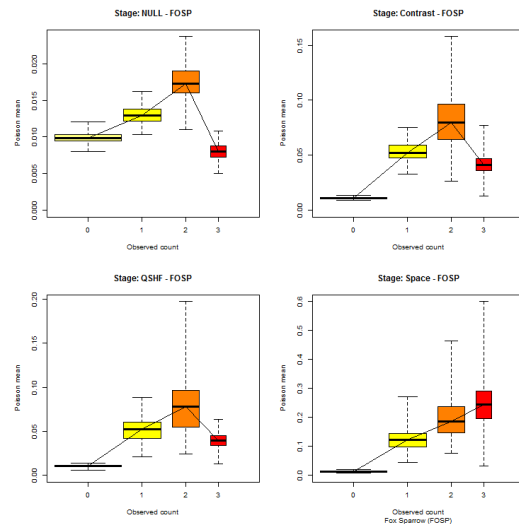 Stage: NULL - FOSP
Stage: Contrast - FOSP
Poisson mean
0.000 0.005 0.010 0.015 0.020
0 1 2 3
Observed count
Poisson mean
0.00 0.05 0.10 0.15
0 1 2 3
Observed count
Stage: QSHF - FOSP
Stage: Space - FOSP
Poisson mean
0.00 0.05 0.10 0.15 0.20
0 1 2 3
Observed count
Poisson mean
0.0 0.1 0.2 0.3 0.4 0.5 0.6
0 1 2 3
Observed count
Fox Sparrow (FOSP)